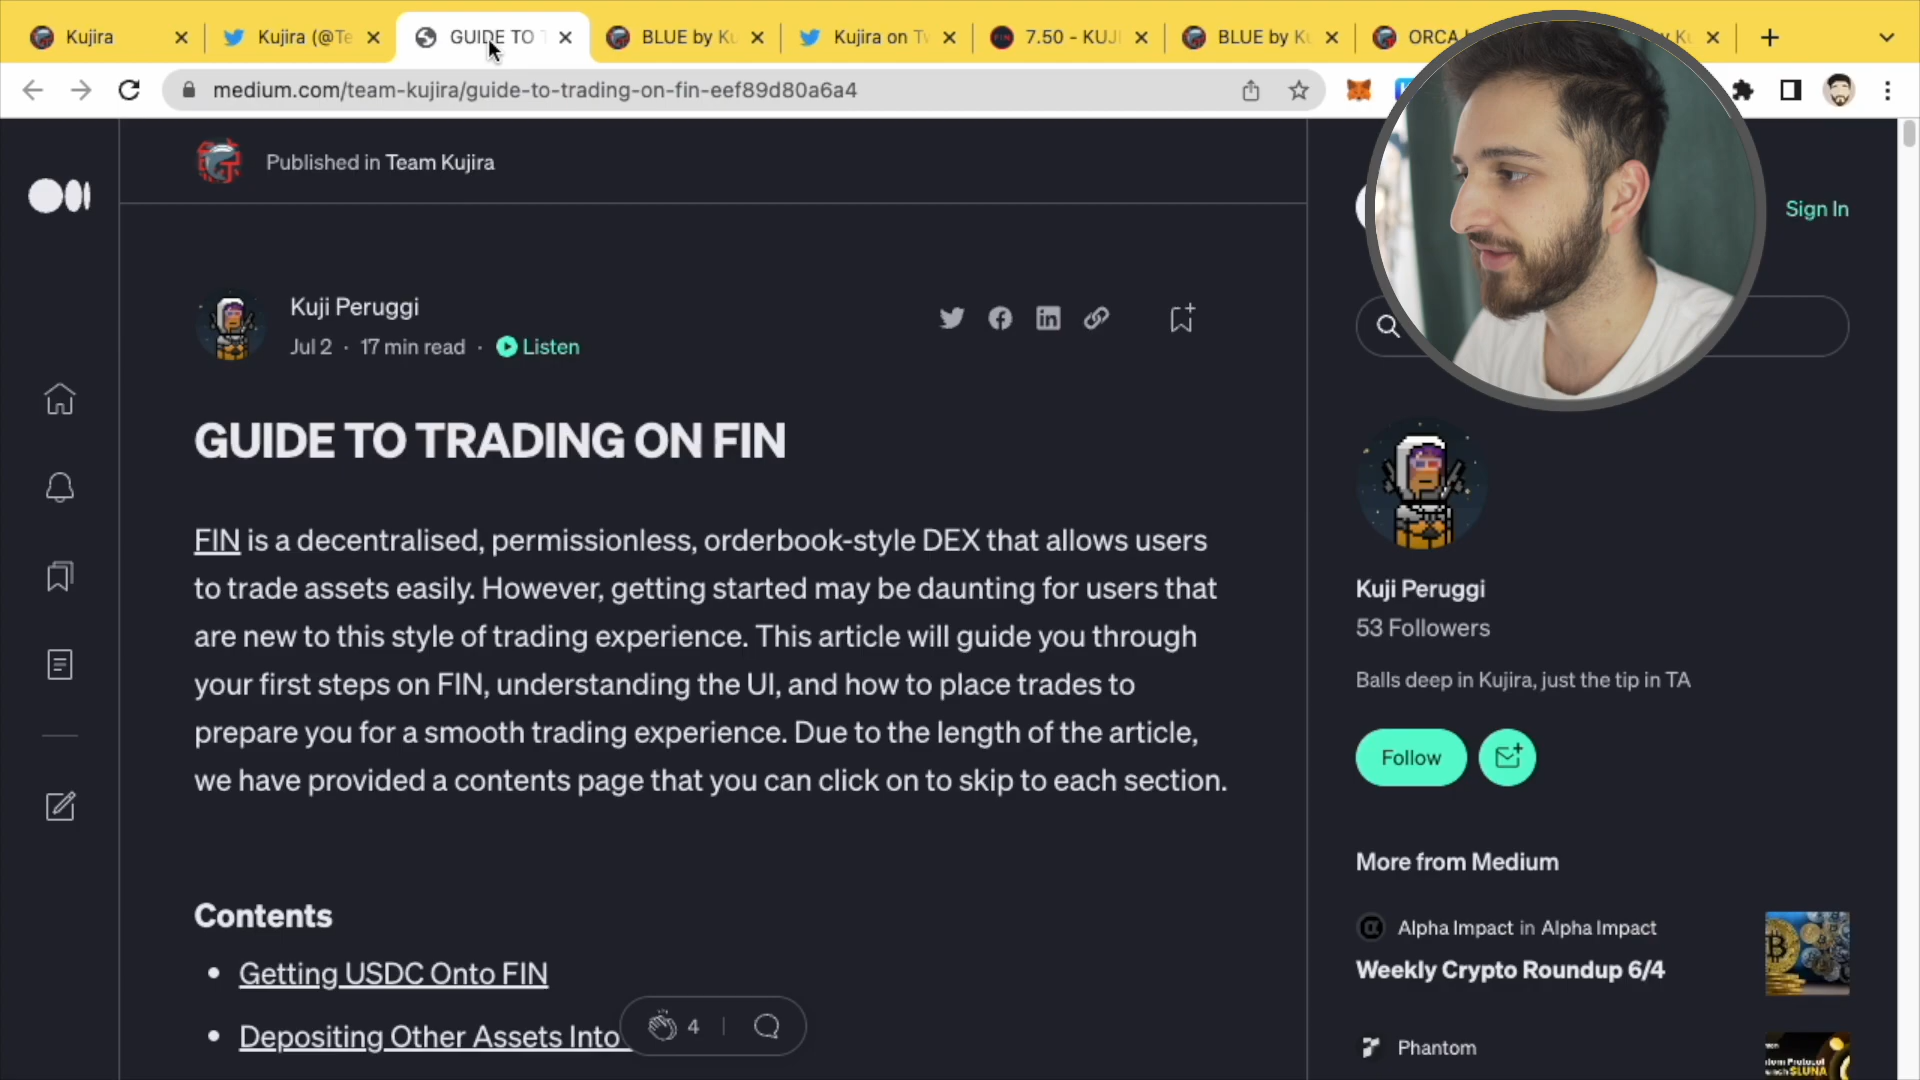 Kujira
Kujira (@Te
GUIDE TO T
BLUE by Ku
Kujira on Tw
7.50 - KUJI
BLUE by Ku
ORCA
medium.com/team-kujira/guide-to-trading-on-fin-eef89d80a6a4
Published in Team Kujira
Sign In
Kuji Peruggi
Jul 2 · 17 min read · Listen
GUIDE TO TRADING ON FIN
FIN is a decentralised, permissionless, orderbook-style DEX that allows users
to trade assets easily. However, getting started may be daunting for users that
are new to this style of trading experience. This article will guide you through
your first steps on FIN, understanding the UI, and how to place trades to
prepare you for a smooth trading experience. Due to the length of the article,
we have provided a contents page that you can click on to skip to each section.
Contents
• Getting USDC Onto FIN
• Depositing Other Assets Into
4
Kuji Peruggi
53 Followers
Balls deep in Kujira, just the tip in TA
Follow
More from Medium
Alpha Impact in Alpha Impact
Weekly Crypto Roundup 6/4
Phantom